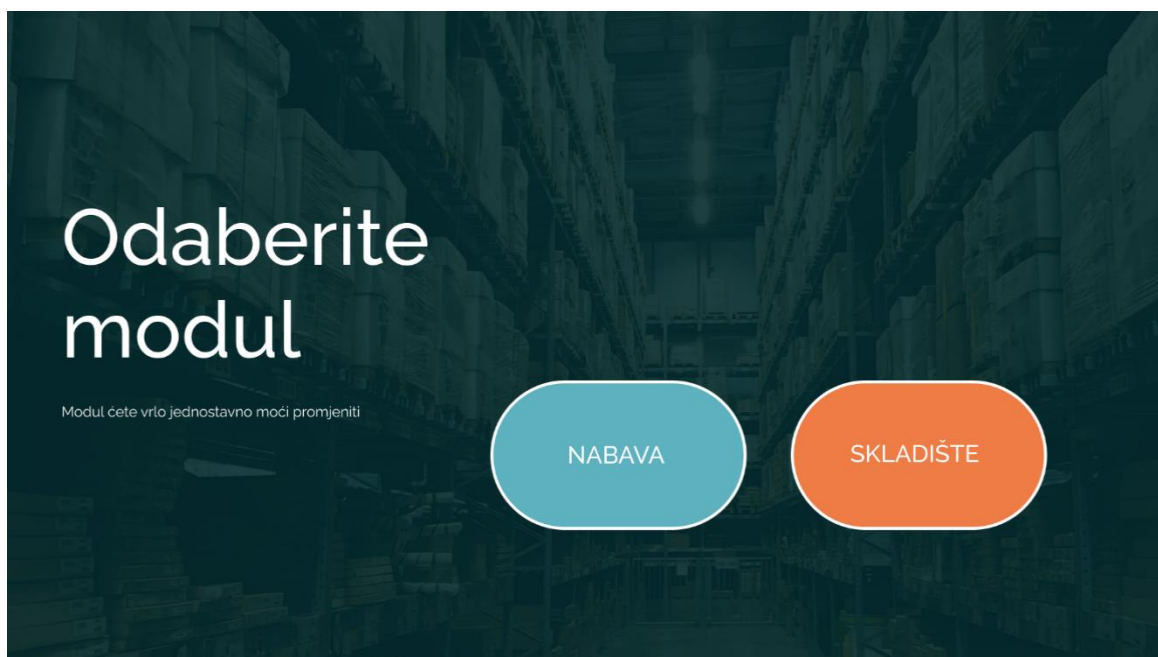 Odaberite
modul
Modul ćete vrlo jednostavno moći promjeniti
NABAVA
SKLADIŠTE